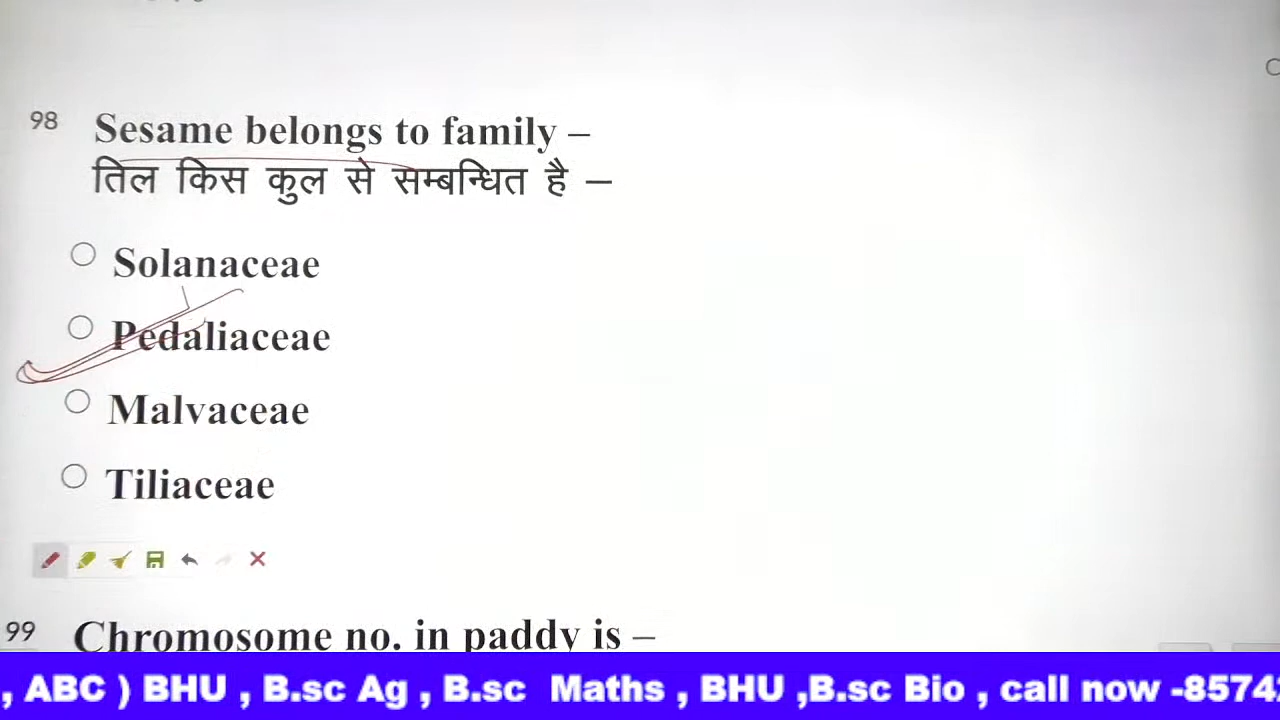 98 Sesame belongs to family –
तिल किस कुल से सम्बन्धित है –
Solanaceae
Pedaliaceae
Malvaceae
Tiliaceae
99 Chromosome no. in paddy is –
, ABC ) BHU , B.sc Ag , B.sc Maths , BHU ,B.sc Bio , call now -8574